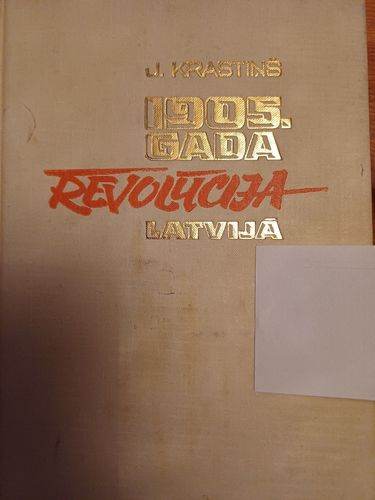 J. KRASTIŅŠ
1905.
GADA
REVOLŪCIJA
LATVIJĀ